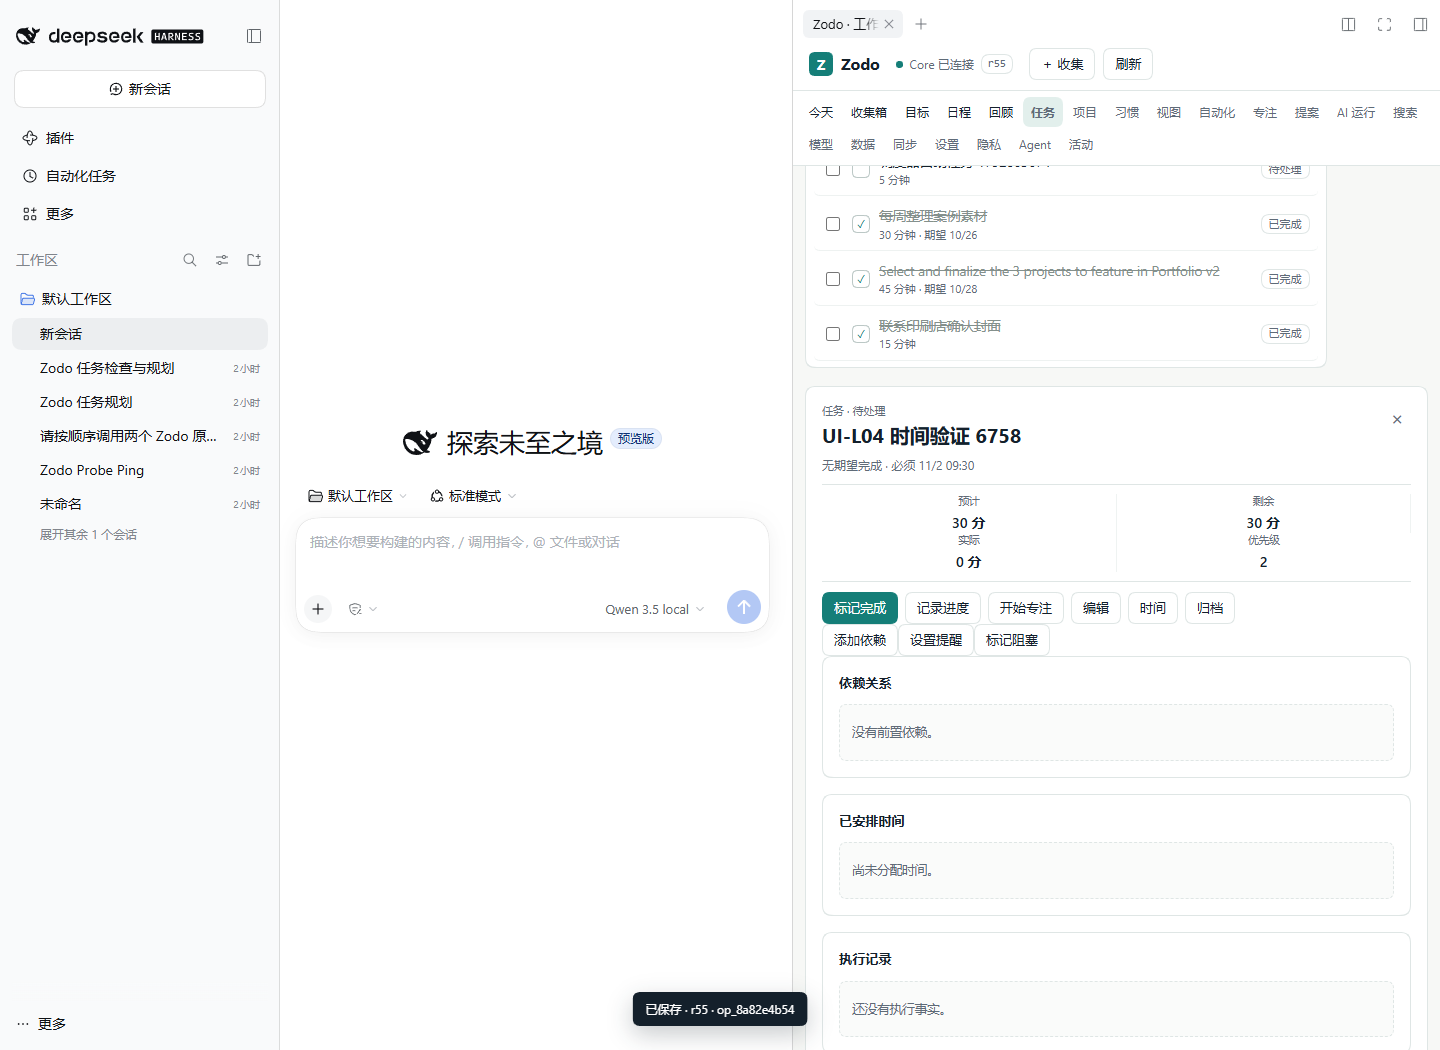 deepseek HARNESS
新会话
插件
自动化任务
更多
工作区
默认工作区
新会话
Zodo 任务检查与规划 2小时
Zodo 任务规划 2小时
请按顺序调用两个 Zodo 原... 2小时
Zodo Probe Ping 2小时
未命名 2小时
展开其余 1 个会话
更多
探索未至之境 预览版
默认工作区 标准模式
描述你想要构建的内容, / 调用指令, @ 文件或对话
Qwen 3.5 local
Zodo · 工作
Z Zodo Core 已连接 r55 + 收集 刷新
今天 收集箱 目标 日程 回顾 任务 项目 习惯 视图 自动化 专注 提案 AI 运行 搜索
模型 数据 同步 设置 隐私 Agent 活动
待处理
5 分钟
每周整理案例素材 已完成
30 分钟 · 期望 10/26
Select and finalize the 3 projects to feature in Portfolio v2 已完成
45 分钟 · 期望 10/28
联系印刷店确认封面 已完成
15 分钟
任务 · 待处理
UI-L04 时间验证 6758
无期望完成 · 必须 11/2 09:30
预计 剩余
30 分 30 分
实际 优先级
0 分 2
标记完成 记录进度 开始专注 编辑 时间 归档
添加依赖 设置提醒 标记阻塞
依赖关系
没有前置依赖。
已安排时间
尚未分配时间。
执行记录
还没有执行事实。
已保存 · r55 · op_8a82e4b54